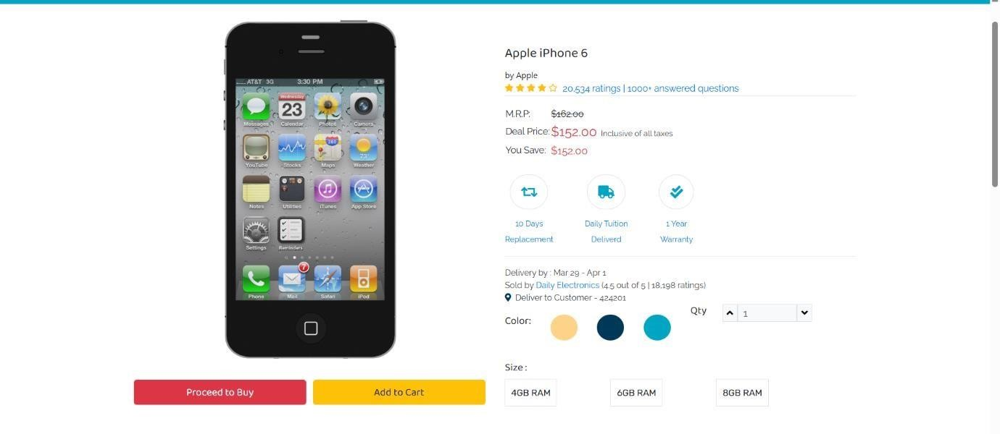 AT&T 3G 3:30 PM
Wednesday
23
Messages Calendar Photos Camera
280
73°
YouTube Stocks Maps Weather
Notes Utilities iTunes App Store
Settings Reminders
7
Phone Mail Safari iPod
Proceed to Buy Add to Cart
Apple iPhone 6
by Apple
20,534 ratings | 1000+ answered questions
M.R.P: $162.00
Deal Price: $152.00 Inclusive of all taxes
You Save: $152.00
10 Days Daily Tuition 1 Year
Replacement Deliverd Warranty
Delivery by : Mar 29 - Apr 1
Sold by Daily Electronics (4.5 out of 5 | 18,198 ratings)
Deliver to Customer - 424201
Color: Qty 1
Size :
4GB RAM 6GB RAM 8GB RAM